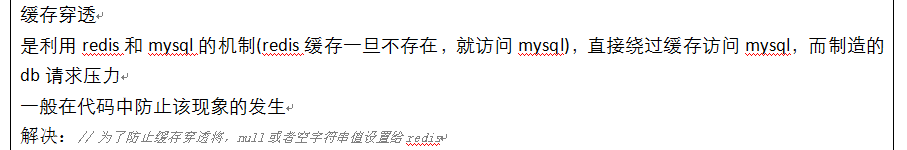 缓存穿透
是利用 redis 和 mysql 的机制(redis 缓存一旦不存在，就访问 mysql)，直接绕过缓存访问 mysql，而制造的
db 请求压力
一般在代码中防止该现象的发生
解决：// 为了防止缓存穿透将，null 或者空字符串值设置给 redis